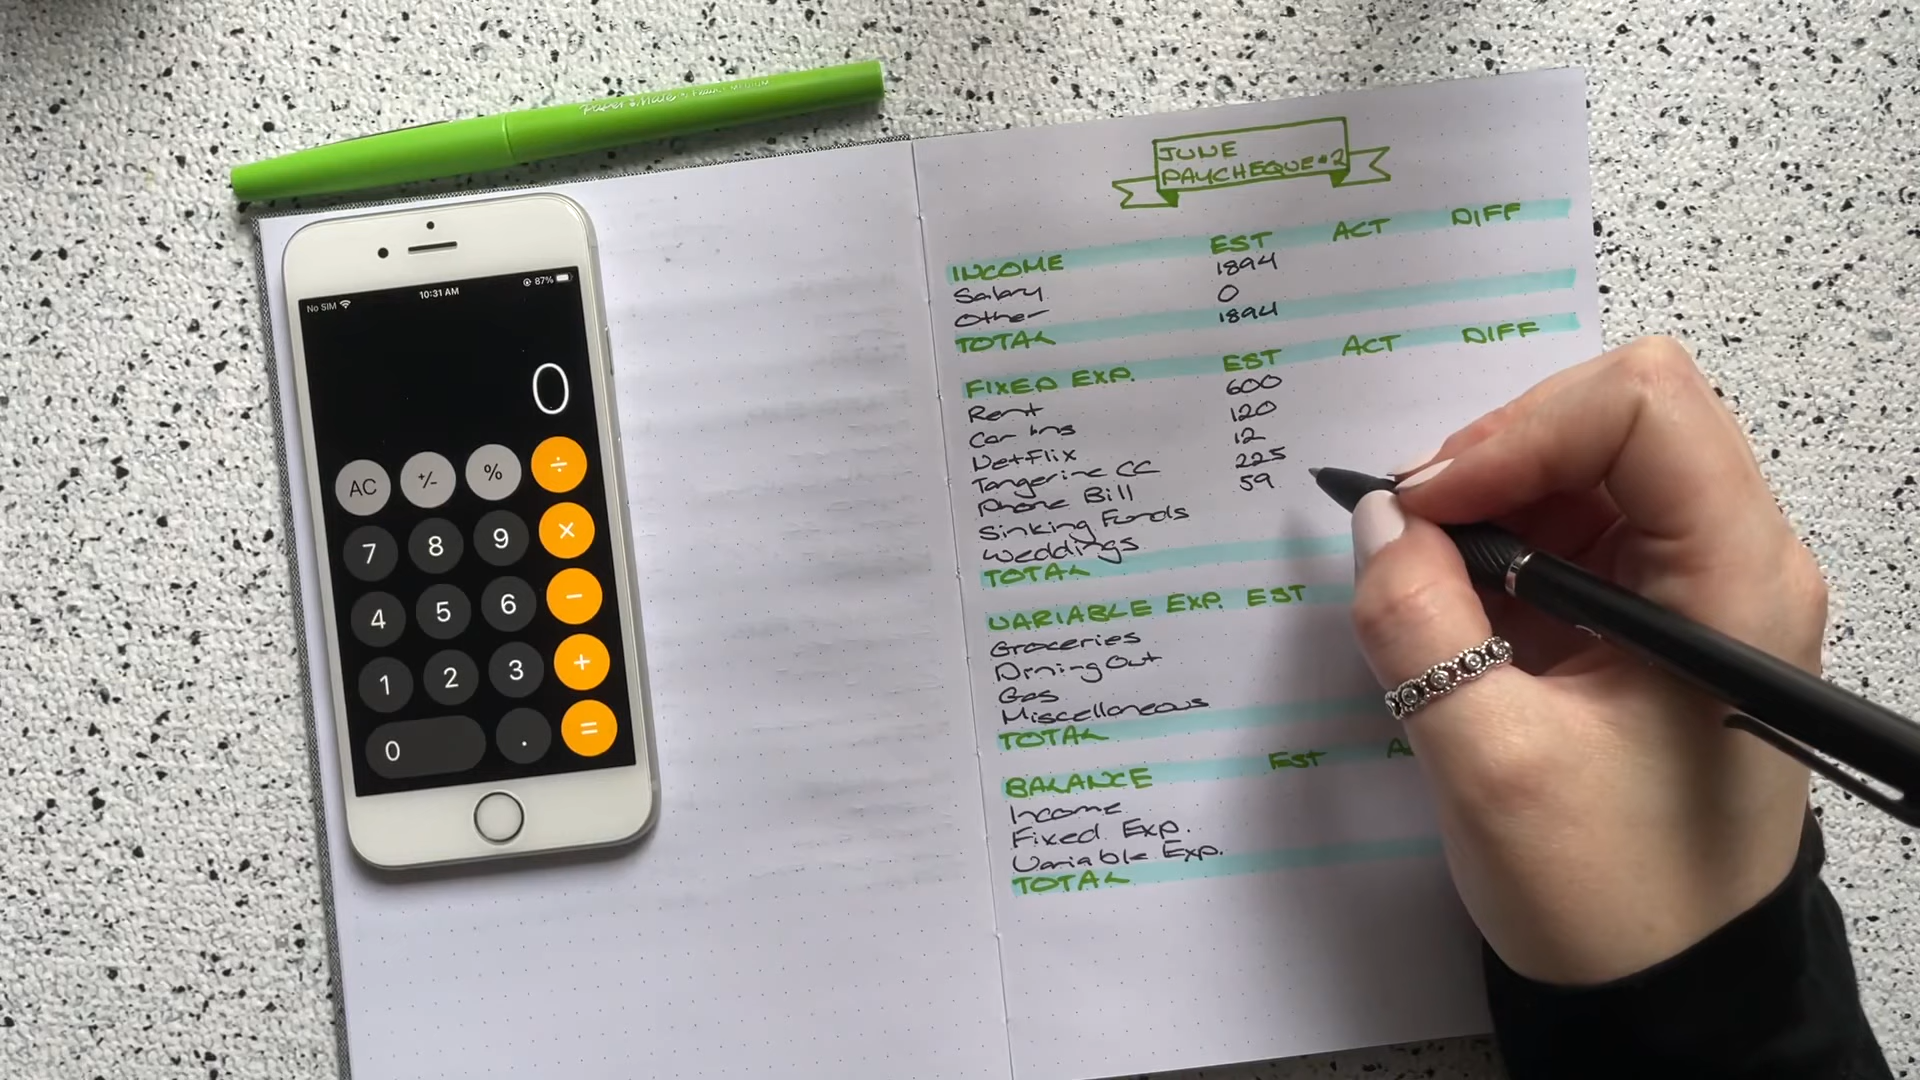 Paper Mate
No SIM 10:31 AM 87%
0
AC +/- % ÷
7 8 9 ×
4 5 6 −
1 2 3 +
0 . =
JUNE
PAYCHEQUE #2
INCOME EST ACT DIFF
Salary 1894
Other 0
TOTAL 1894
FIXED EXP. EST ACT DIFF
Rent 600
Car Ins 120
Netflix 12
Tangerine CC 225
Phone Bill 59
Sinking Funds
Weddings
TOTAL
VARIABLE EXP. EST
Groceries
Dining Out
Gas
Miscellaneous
TOTAL
BALANCE EST
Income
Fixed Exp.
Variable Exp.
TOTAL